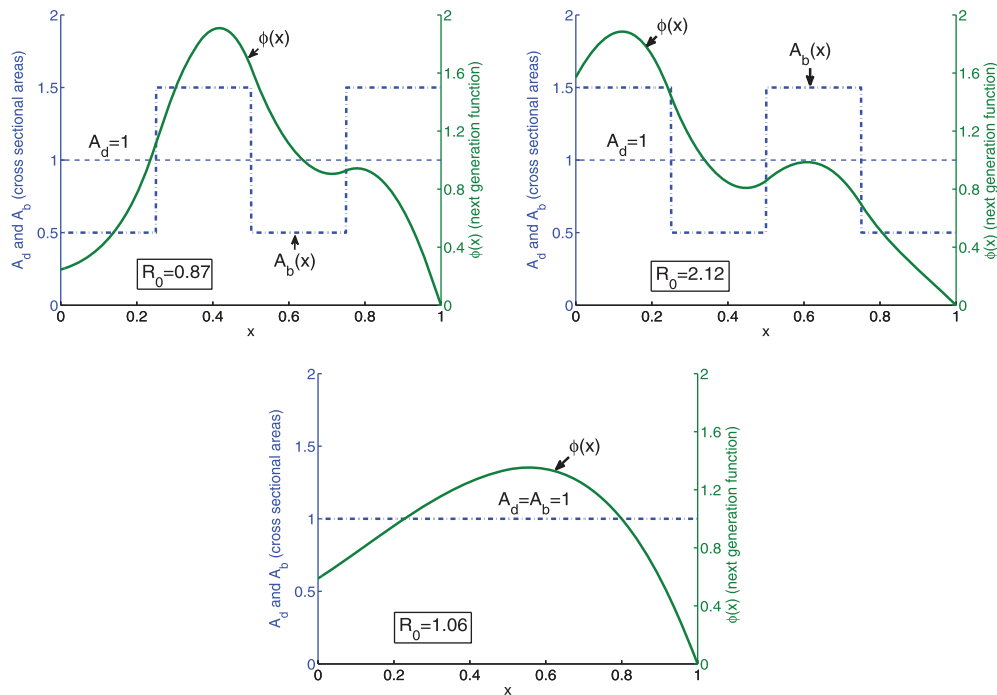 A_d and A_b (cross sectional areas)
2
1.5
1
0.5
0
ϕ(x)
A_d=1
A_b(x)
R_0=0.87
0 0.2 0.4 0.6 0.8 1
x
2
1.6
1.2
0.8
0.4
0
ϕ(x) (next generation function)
A_d and A_b (cross sectional areas)
2
1.5
1
0.5
0
ϕ(x)
A_b(x)
A_d=1
R_0=2.12
0 0.2 0.4 0.6 0.8 1
x
2
1.6
1.2
0.8
0.4
0
ϕ(x) (next generation function)
A_d and A_b (cross sectional areas)
2
1.5
1
0.5
0
ϕ(x)
A_d=A_b=1
R_0=1.06
0 0.2 0.4 0.6 0.8 1
x
2
1.6
1.2
0.8
0.4
0
ϕ(x) (next generation function)